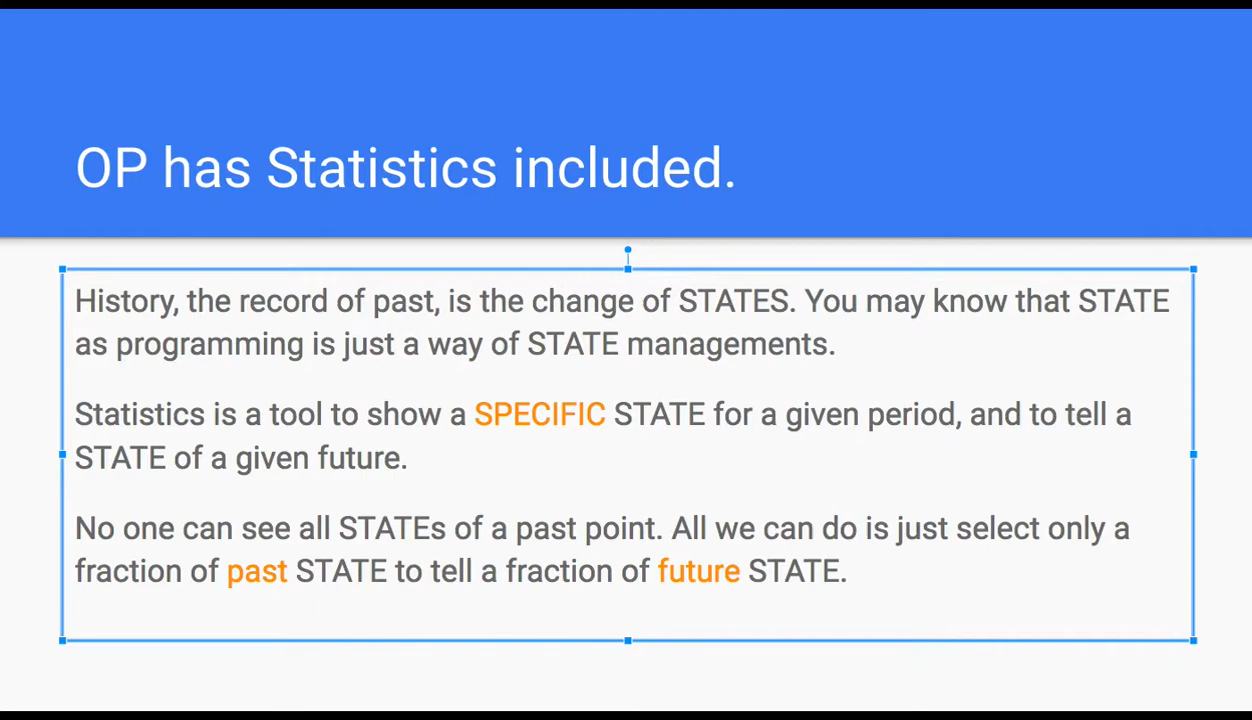 OP has Statistics included.
History, the record of past, is the change of STATES. You may know that STATE
as programming is just a way of STATE managements.
Statistics is a tool to show a SPECIFIC STATE for a given period, and to tell a
STATE of a given future.
No one can see all STATEs of a past point. All we can do is just select only a
fraction of past STATE to tell a fraction of future STATE.